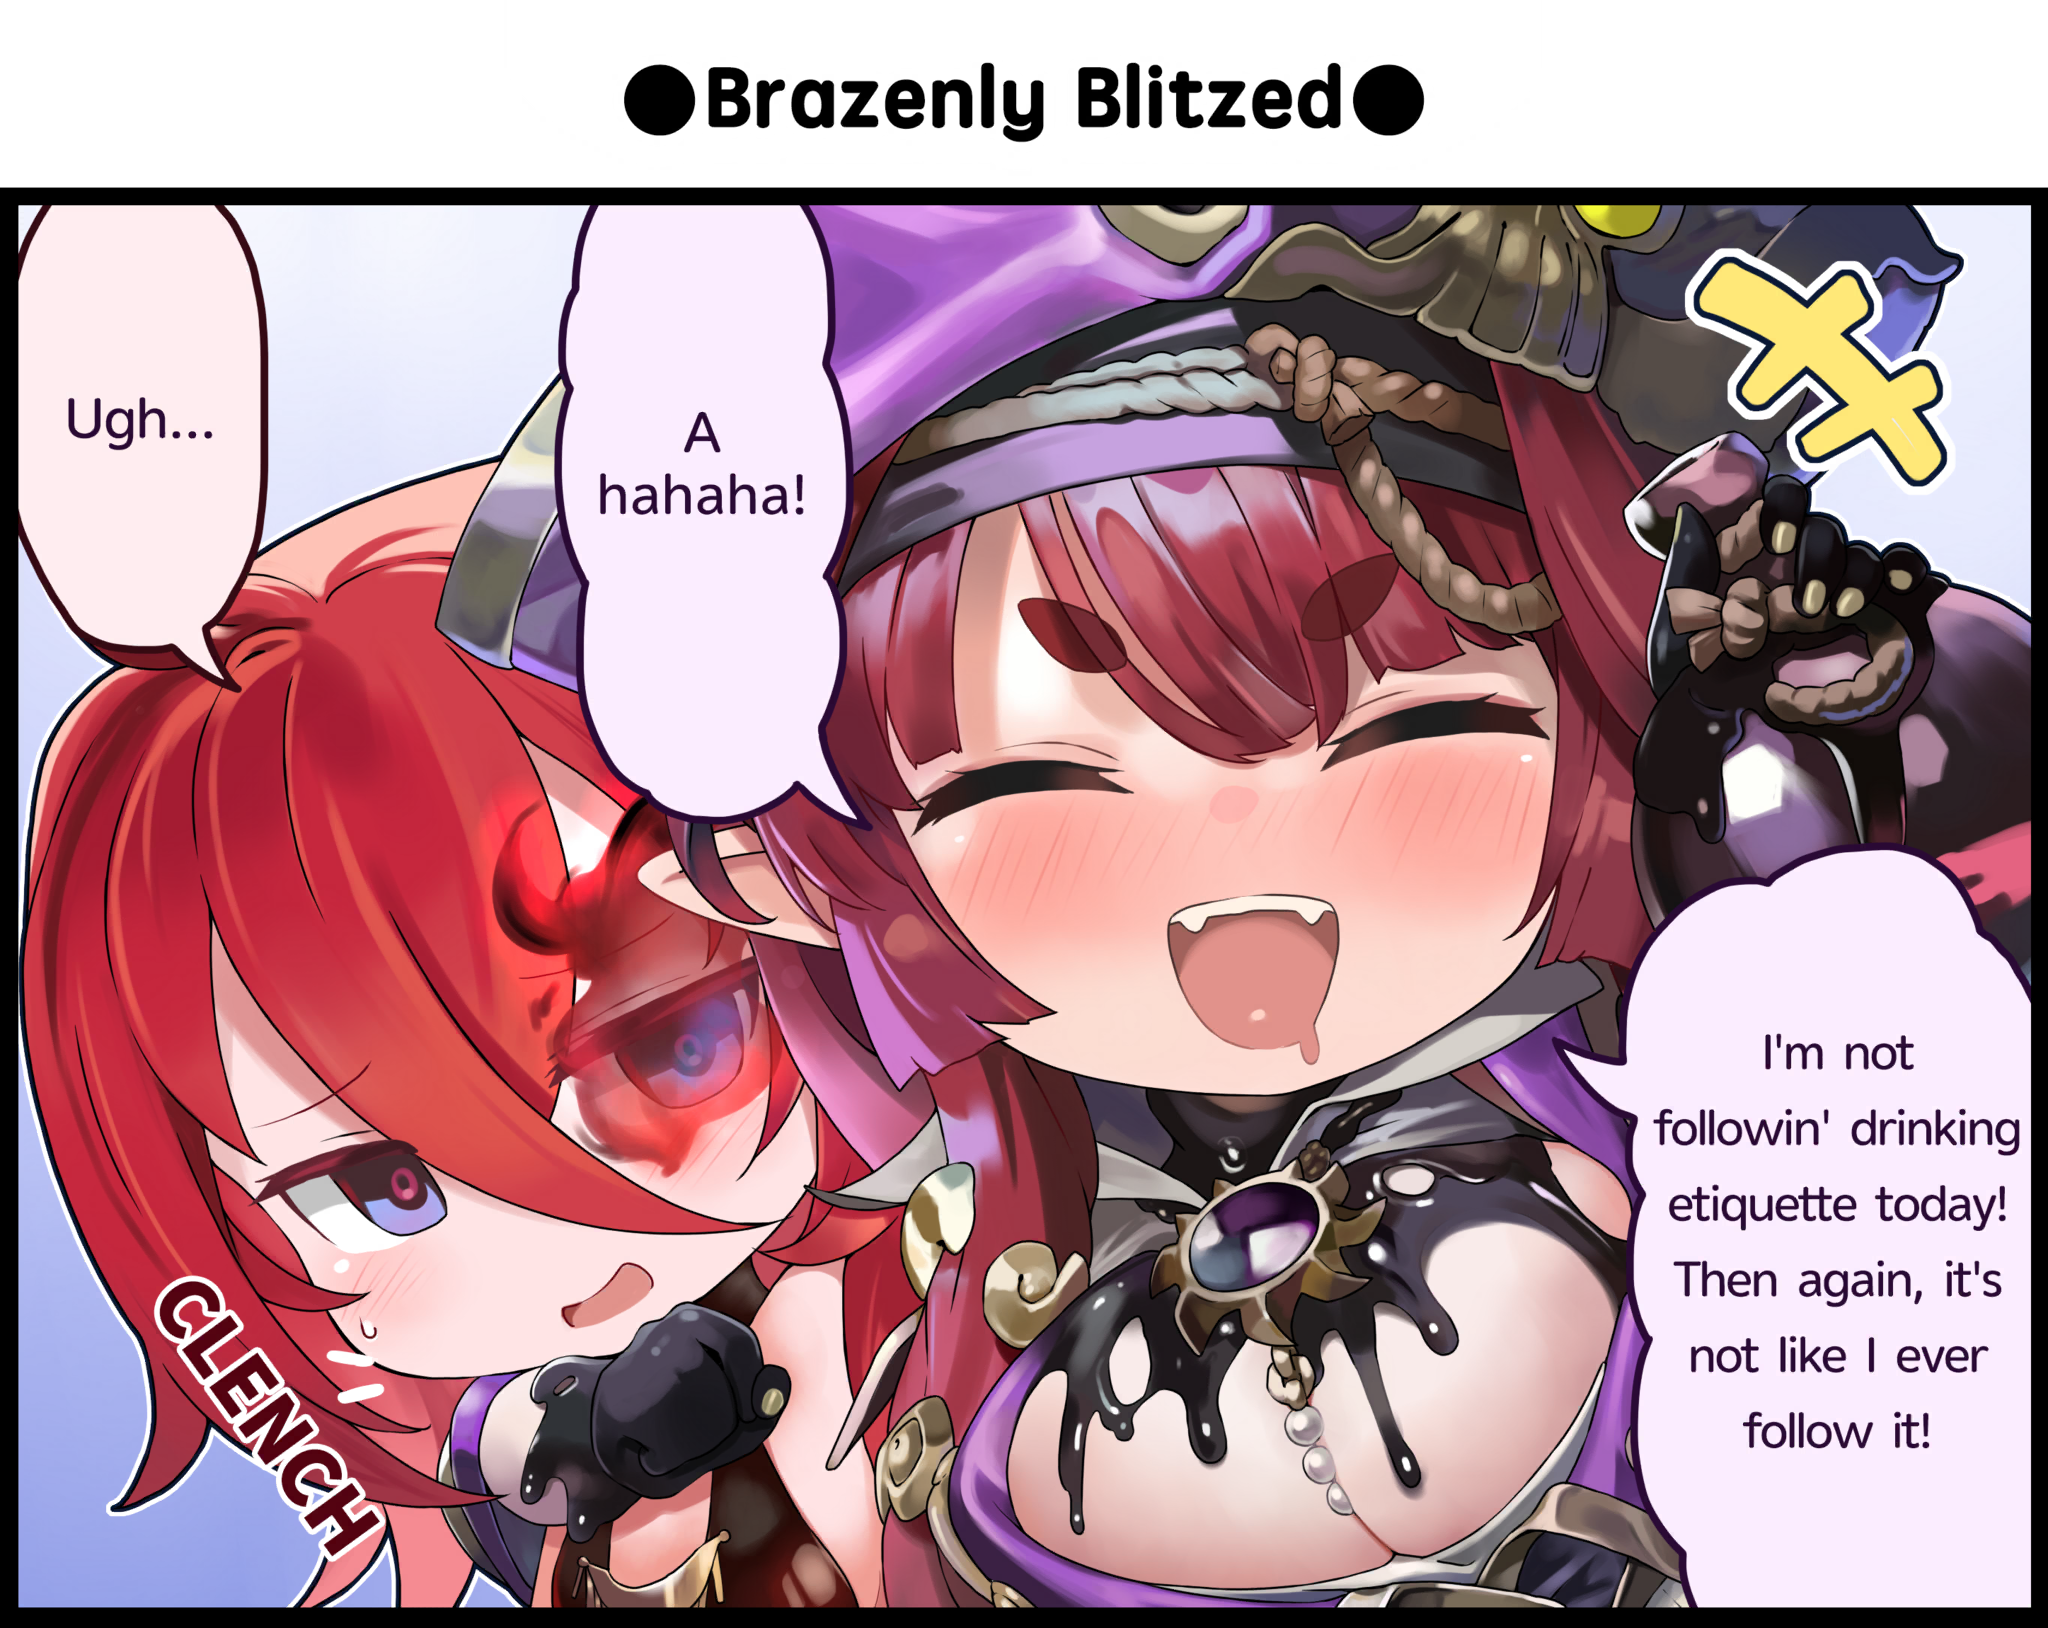 ●Brazenly Blitzed●
Ugh...
A
hahaha!
I'm not
followin' drinking
etiquette today!
Then again, it's
not like I ever
follow it!
CLENCH